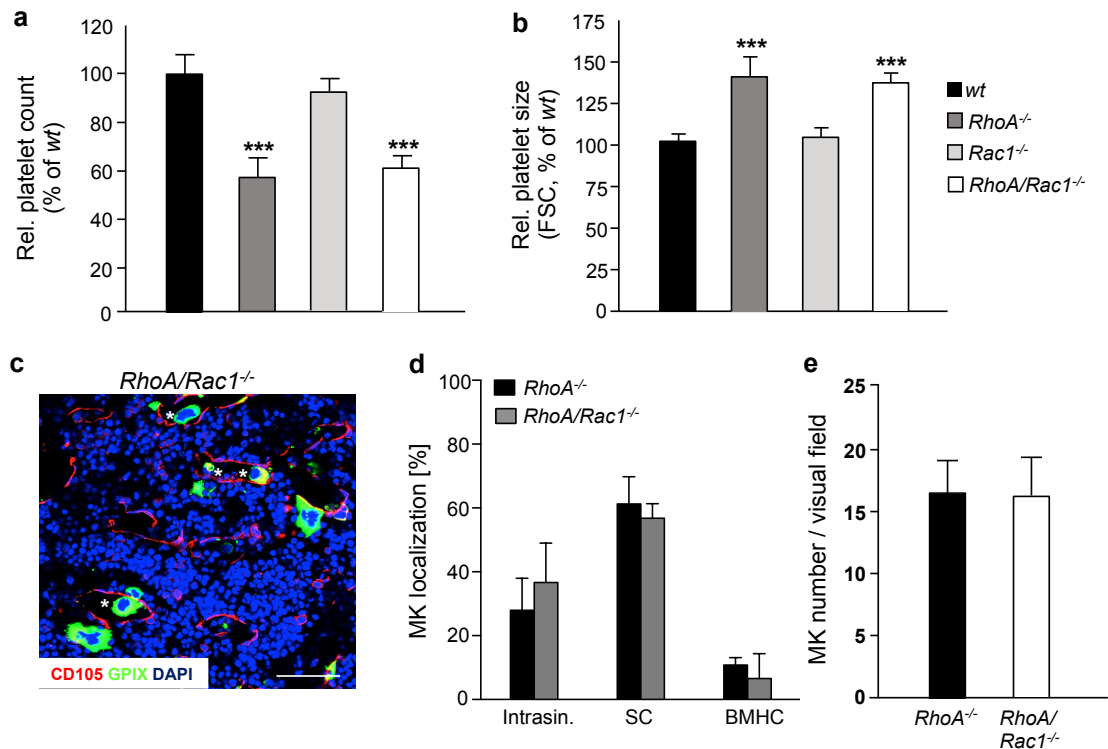 a
Rel. platelet count
(% of wt)
120
100
80
60
40
20
0
***
***
b
Rel. platelet size
(FSC, % of wt)
175
150
125
100
75
50
25
0
***
***
wt
RhoA-/-
Rac1-/-
RhoA/Rac1-/-
c
RhoA/Rac1-/-
*
* *
*
CD105 GPIX DAPI
d
MK localization [%]
100
80
60
40
20
0
RhoA-/-
RhoA/Rac1-/-
Intrasin. SC BMHC
e
MK number / visual field
25
20
15
10
5
0
RhoA-/- RhoA/
Rac1-/-